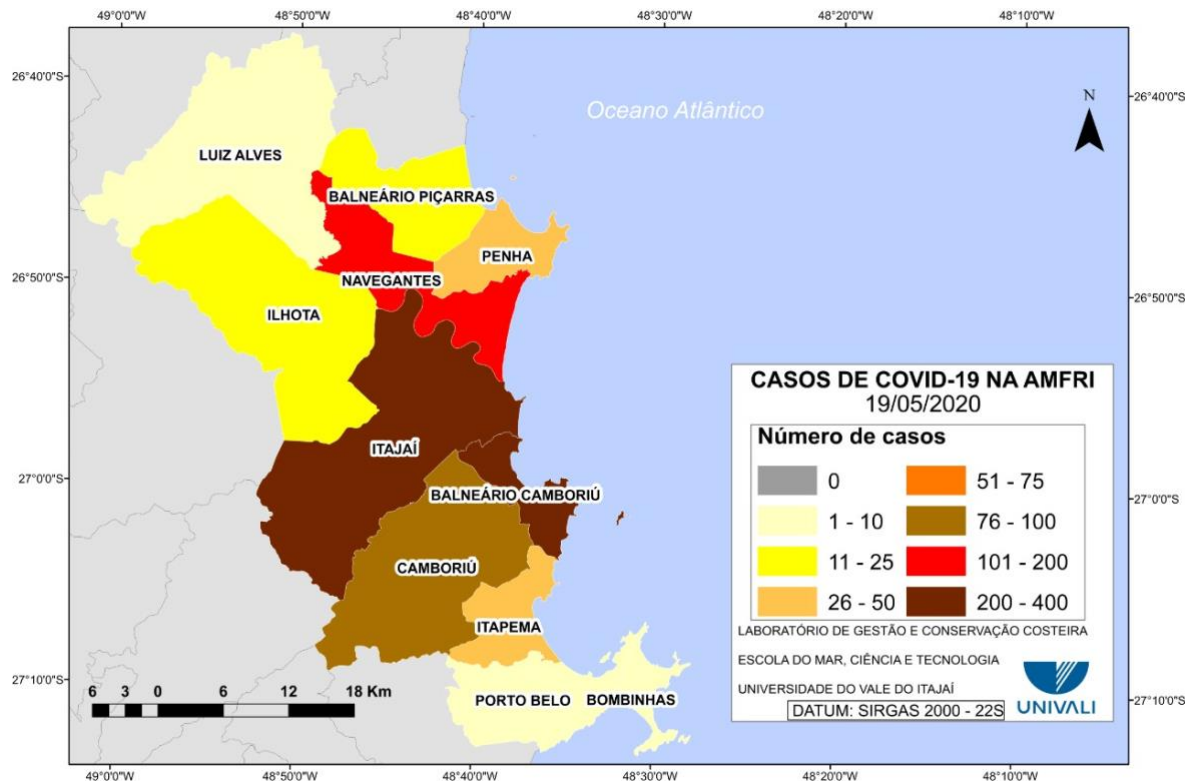 49°0'0"W 48°50'0"W 48°40'0"W 48°30'0"W 48°20'0"W 48°10'0"W
26°40'0"S 26°40'0"S
Oceano Atlântico
N
LUIZ ALVES
BALNEÁRIO PIÇARRAS
PENHA
NAVEGANTES
26°50'0"S 26°50'0"S
ILHOTA
ITAJAÍ
27°0'0"S 27°0'0"S
BALNEÁRIO CAMBORIÚ
CAMBORIÚ
ITAPEMA
27°10'0"S 27°10'0"S
PORTO BELO BOMBINHAS
6 3 0 6 12 18 Km
CASOS DE COVID-19 NA AMFRI
19/05/2020
Número de casos
0 51 - 75
1 - 10 76 - 100
11 - 25 101 - 200
26 - 50 200 - 400
LABORATÓRIO DE GESTÃO E CONSERVAÇÃO COSTEIRA
ESCOLA DO MAR, CIÊNCIA E TECNOLOGIA
UNIVERSIDADE DO VALE DO ITAJAÍ
UNIVALI
DATUM: SIRGAS 2000 - 22S
49°0'0"W 48°50'0"W 48°40'0"W 48°30'0"W 48°20'0"W 48°10'0"W